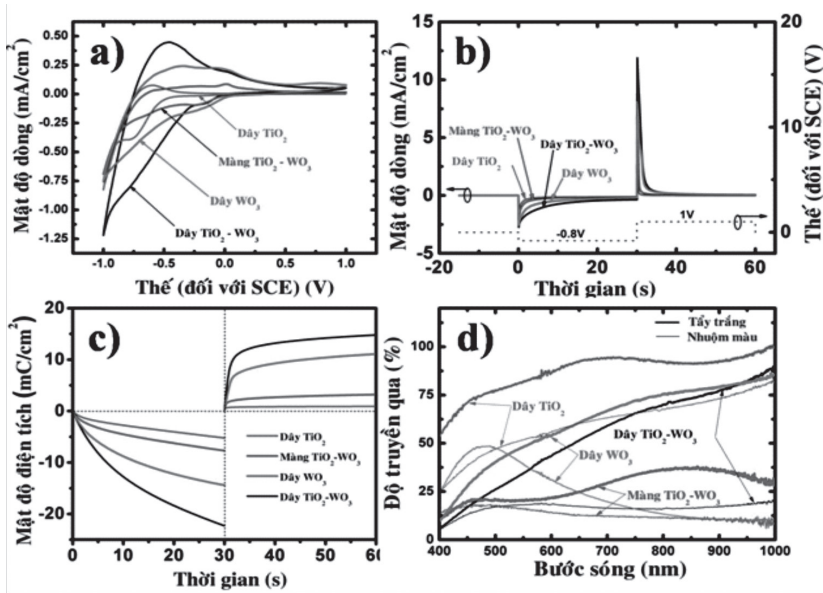 a)
Mật độ dòng (mA/cm²)
0.50
0.25
0.00
-0.25
-0.50
-0.75
-1.00
-1.25
Dây TiO₂
Màng TiO₂ - WO₃
Dây WO₃
Dây TiO₂ - WO₃
-1.0 -0.5 0.0 0.5 1.0
Thế (đối với SCE) (V)
b)
Mật độ dòng (mA/cm²)
15
10
5
0
-5
Màng TiO₂-WO₃
Dây TiO₂-WO₃
Dây TiO₂
Dây WO₃
-0.8V
1V
20
10
0
Thế (đối với SCE) (V)
-20 0 20 40 60
Thời gian (s)
c)
Mật độ điện tích (mC/cm²)
20
10
0
-10
-20
Dây TiO₂
Màng TiO₂-WO₃
Dây WO₃
Dây TiO₂-WO₃
0 10 20 30 40 50 60
Thời gian (s)
d)
Độ truyền qua (%)
100
75
50
25
0
Tẩy trắng
Nhuộm màu
Dây TiO₂
Dây TiO₂-WO₃
Dây WO₃
Màng TiO₂-WO₃
400 500 600 700 800 900 1000
Bước sóng (nm)